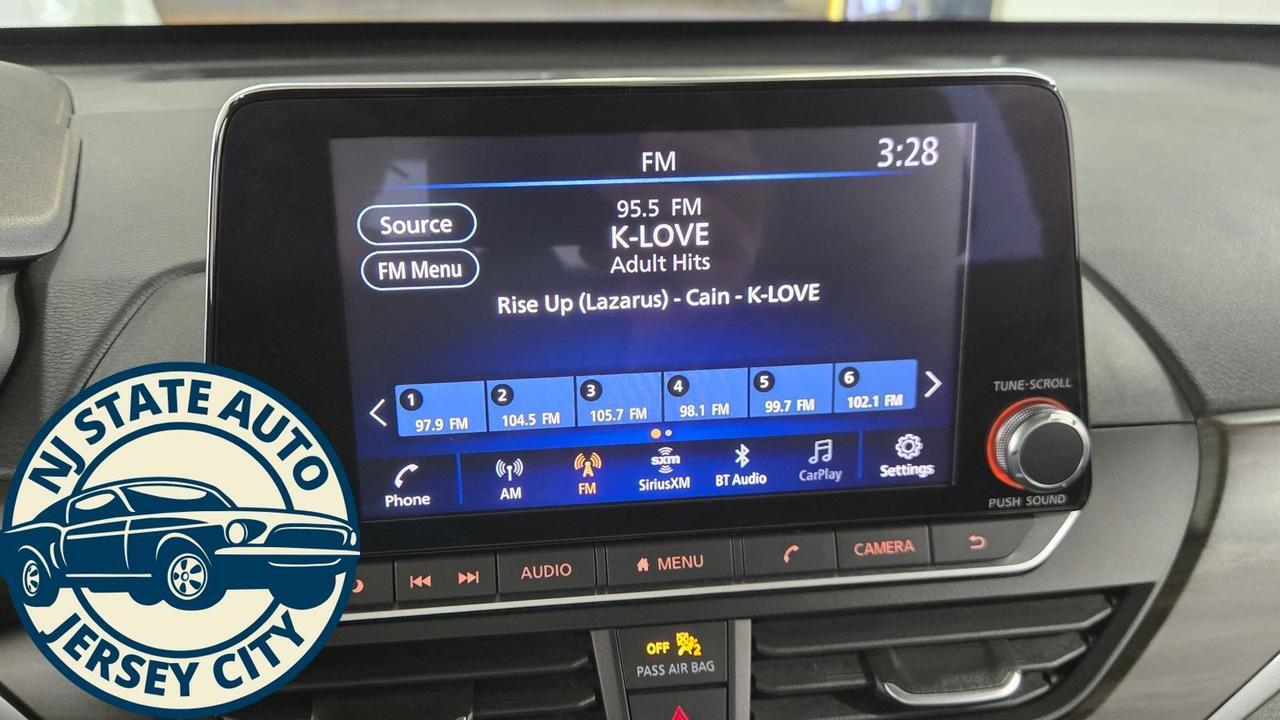 FM
3:28
Source
FM Menu
95.5 FM
K-LOVE
Adult Hits
Rise Up (Lazarus) - Cain - K-LOVE
1
97.9 FM
2
104.5 FM
3
105.7 FM
4
98.1 FM
5
99.7 FM
6
102.1 FM
Phone
AM
FM
sxm
SiriusXM
BT Audio
CarPlay
Settings
TUNE·SCROLL
PUSH SOUND
AUDIO
MENU
CAMERA
OFF
2
PASS AIR BAG
NJ STATE AUTO
JERSEY CITY